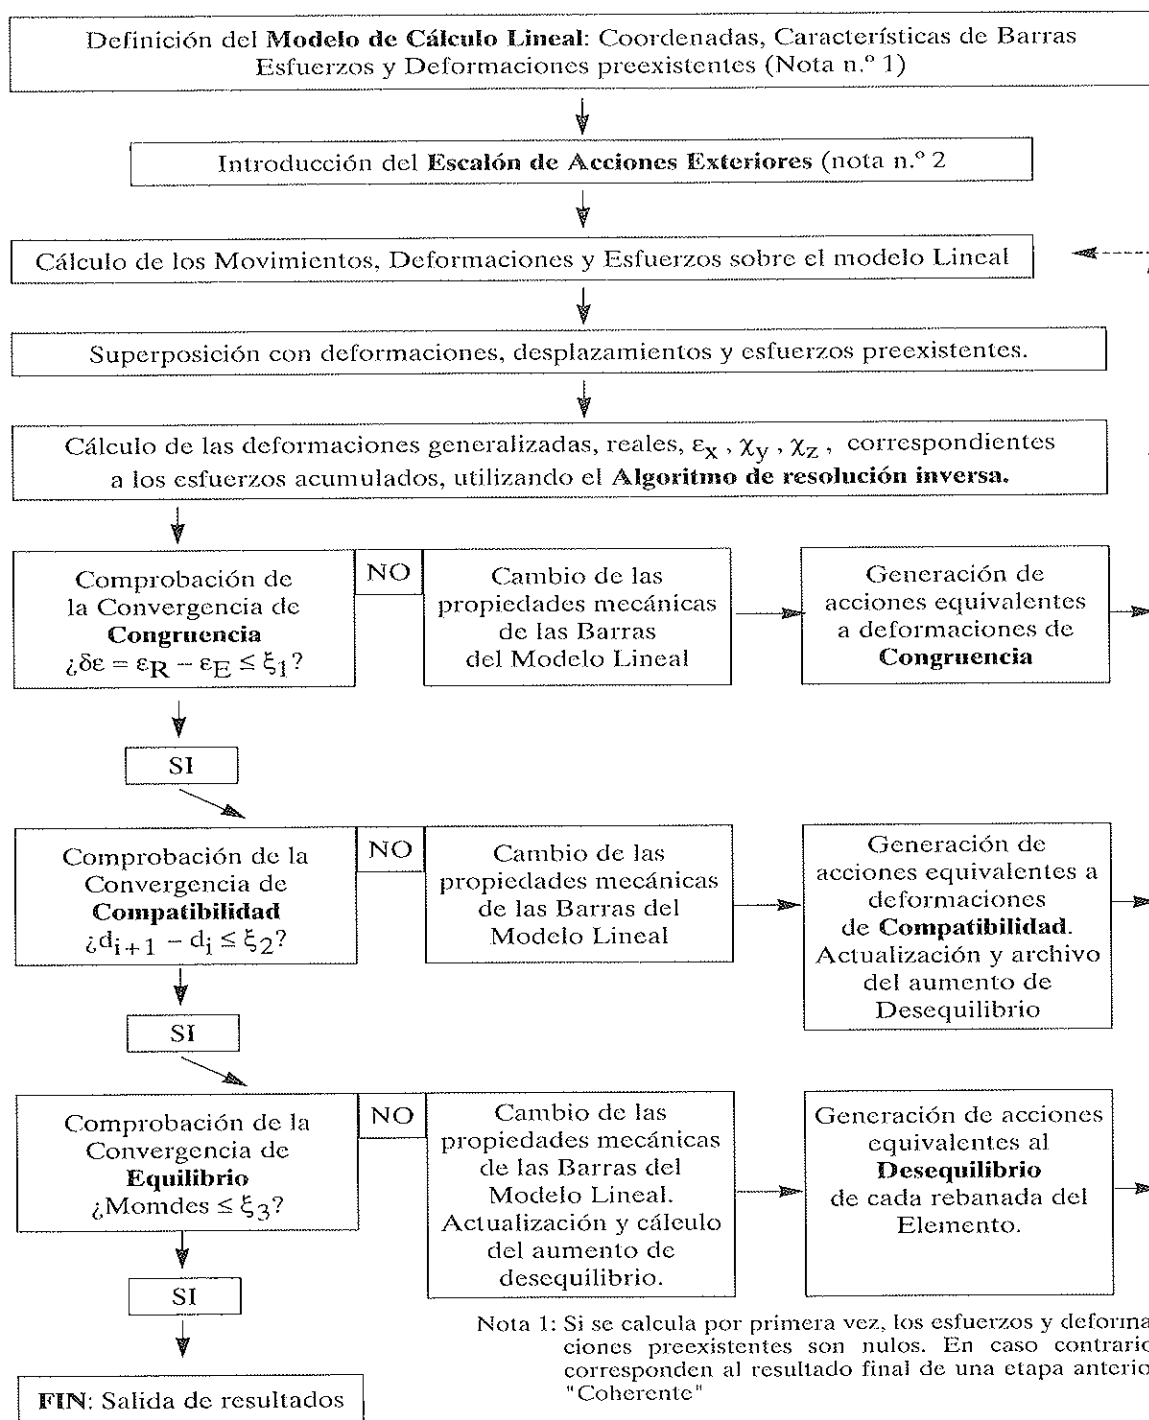 Definición del Modelo de Cálculo Lineal: Coordenadas, Características de Barras
Esfuerzos y Deformaciones preexistentes (Nota n.º 1)
Introducción del Escalón de Acciones Exteriores (nota n.º 2
Cálculo de los Movimientos, Deformaciones y Esfuerzos sobre el modelo Lineal
Superposición con deformaciones, desplazamientos y esfuerzos preexistentes.
Cálculo de las deformaciones generalizadas, reales, εx , χy , χz , correspondientes
a los esfuerzos acumulados, utilizando el Algoritmo de resolución inversa.
Comprobación de
la Convergencia de
Congruencia
¿δε = εR – εE ≤ ξ1?
NO
Cambio de las
propiedades mecánicas
de las Barras
del Modelo Lineal
Generación de
acciones equivalentes
a deformaciones de
Congruencia
SI
Comprobación de la
Convergencia de
Compatibilidad
¿di+1 – di ≤ ξ2?
NO
Cambio de las
propiedades mecánicas
de las Barras del
Modelo Lineal
Generación de
acciones equivalentes a
deformaciones
de Compatibilidad.
Actualización y archivo
del aumento de
Desequilibrio
SI
Comprobación de la
Convergencia de
Equilibrio
¿Momdes ≤ ξ3?
NO
Cambio de las
propiedades mecánicas
de las Barras del
Modelo Lineal.
Actualización y cálculo
del aumento de
desequilibrio.
Generación de acciones
equivalentes al
Desequilibrio
de cada rebanada del
Elemento.
SI
FIN: Salida de resultados
Nota 1: Si se calcula por primera vez, los esfuerzos y deforma
ciones preexistentes son nulos. En caso contrario
corresponden al resultado final de una etapa anterio
"Coherente"